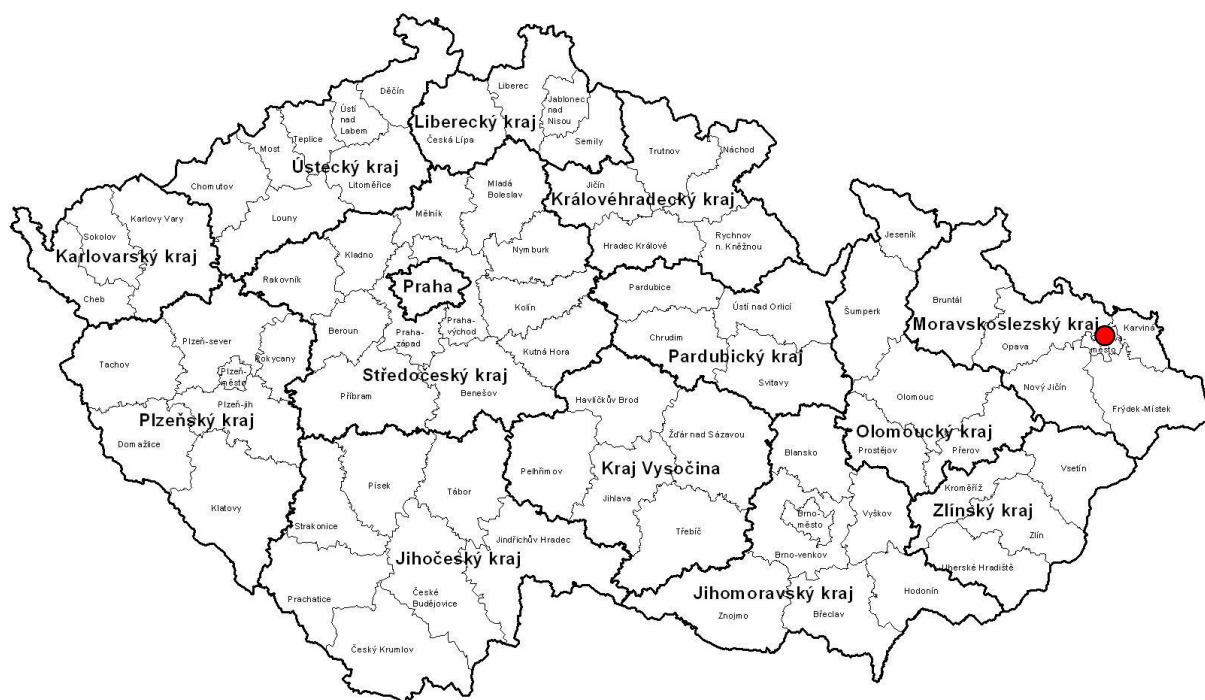 Děčín
Liberec
Ústí
nad
Labem
Jablonec
nad
Nisou
Liberecký kraj
Česká Lípa
Teplice
Most
Semily
Trutnov
Náchod
Ústecký kraj
Chomutov
Litoměřice
Mladá
Boleslav
Jičín
Královéhradecký kraj
Louny
Karlovy Vary
Mělník
Sokolov
Karlovarský kraj
Kladno
Nymburk
Hradec Králové
Rychnov
n. Kněžnou
Jeseník
Rakovník
Praha
Cheb
Pardubice
Kolín
Ústí nad Orlicí
Šumperk
Bruntál
Beroun
Praha-
západ
Praha-
východ
Chrudim
Moravskoslezský kraj
Karviná
Opava
město
Plzeň-sever
Rokycany
Tachov
Plzeň-
město
Kutná Hora
Pardubický kraj
Středočeský kraj
Svitavy
Příbram
Benešov
Nový Jičín
Olomouc
Havlíčkův Brod
Frýdek-Místek
Plzeň-jih
Plzeňský kraj
Domažlice
Žďár nad Sázavou
Olomoucký kraj
Prostějov
Přerov
Blansko
Písek
Tábor
Pelhřimov
Kraj Vysočina
Vsetín
Kroměříž
Jihlava
Klatovy
Strakonice
Brno-
město
Vyškov
Zlínský kraj
Třebíč
Zlín
Jindřichův Hradec
Jihočeský kraj
Brno-venkov
Uherské Hradiště
Prachatice
České
Budějovice
Jihomoravský kraj
Hodonín
Znojmo
Břeclav
Český Krumlov